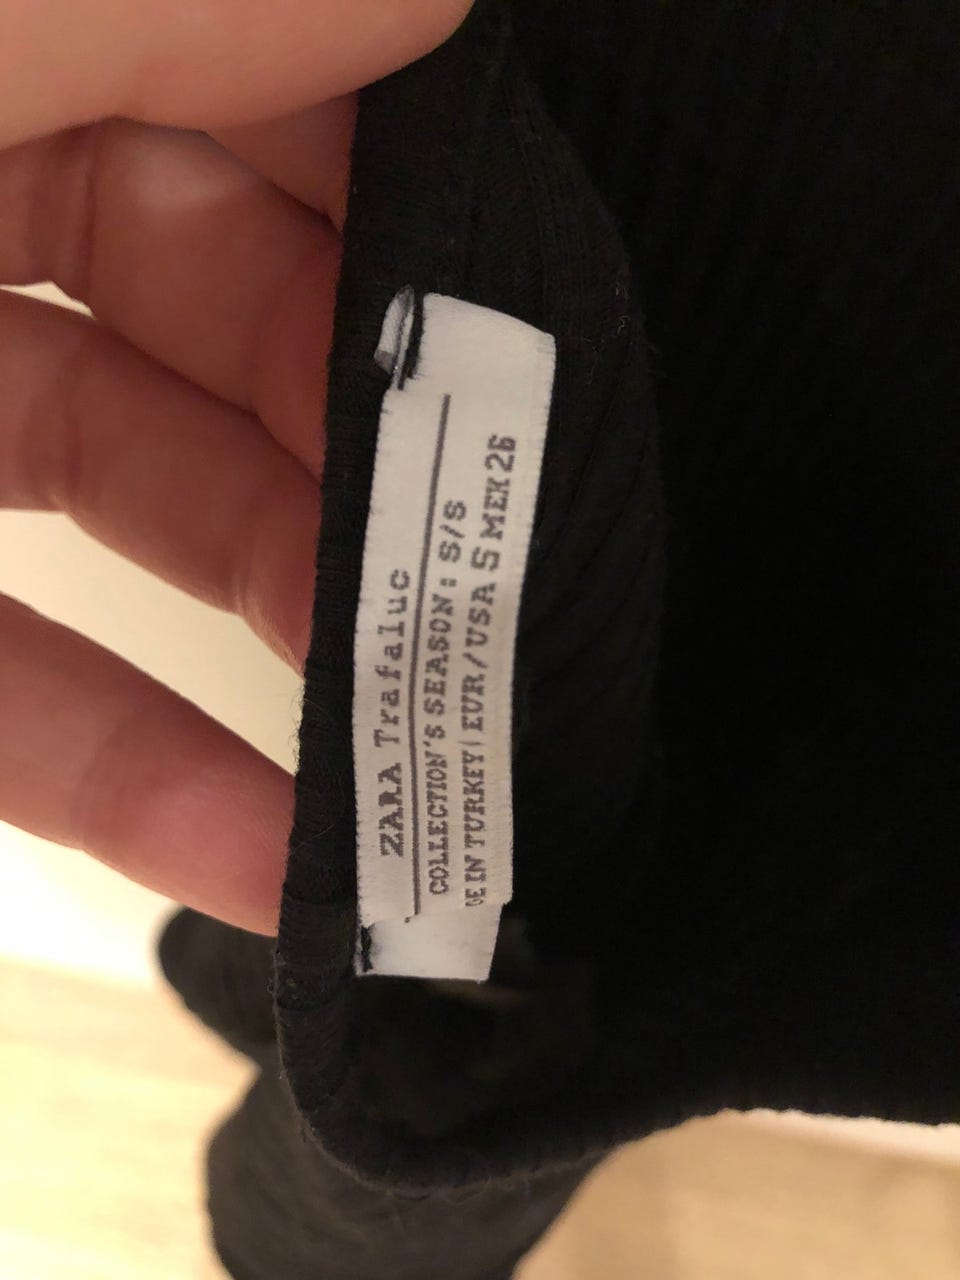 ZARA Trafaluc
COLLECTION'S SEASON: S/S
DE IN TURKEY| EUR/USA S MEX 26